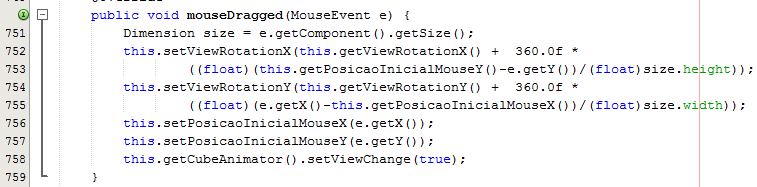 public void mouseDragged(MouseEvent e) {
751 Dimension size = e.getComponent().getSize();
752 this.setViewRotationX(this.getViewRotationX() +  360.0f *
753 ((float)(this.getPosicaoInicialMouseY()-e.getY())/(float)size.height));
754 this.setViewRotationY(this.getViewRotationY() +  360.0f *
755 ((float)(e.getX()-this.getPosicaoInicialMouseX())/(float)size.width));
756 this.setPosicaoInicialMouseX(e.getX());
757 this.setPosicaoInicialMouseY(e.getY());
758 this.getCubeAnimator().setViewChange(true);
759 }